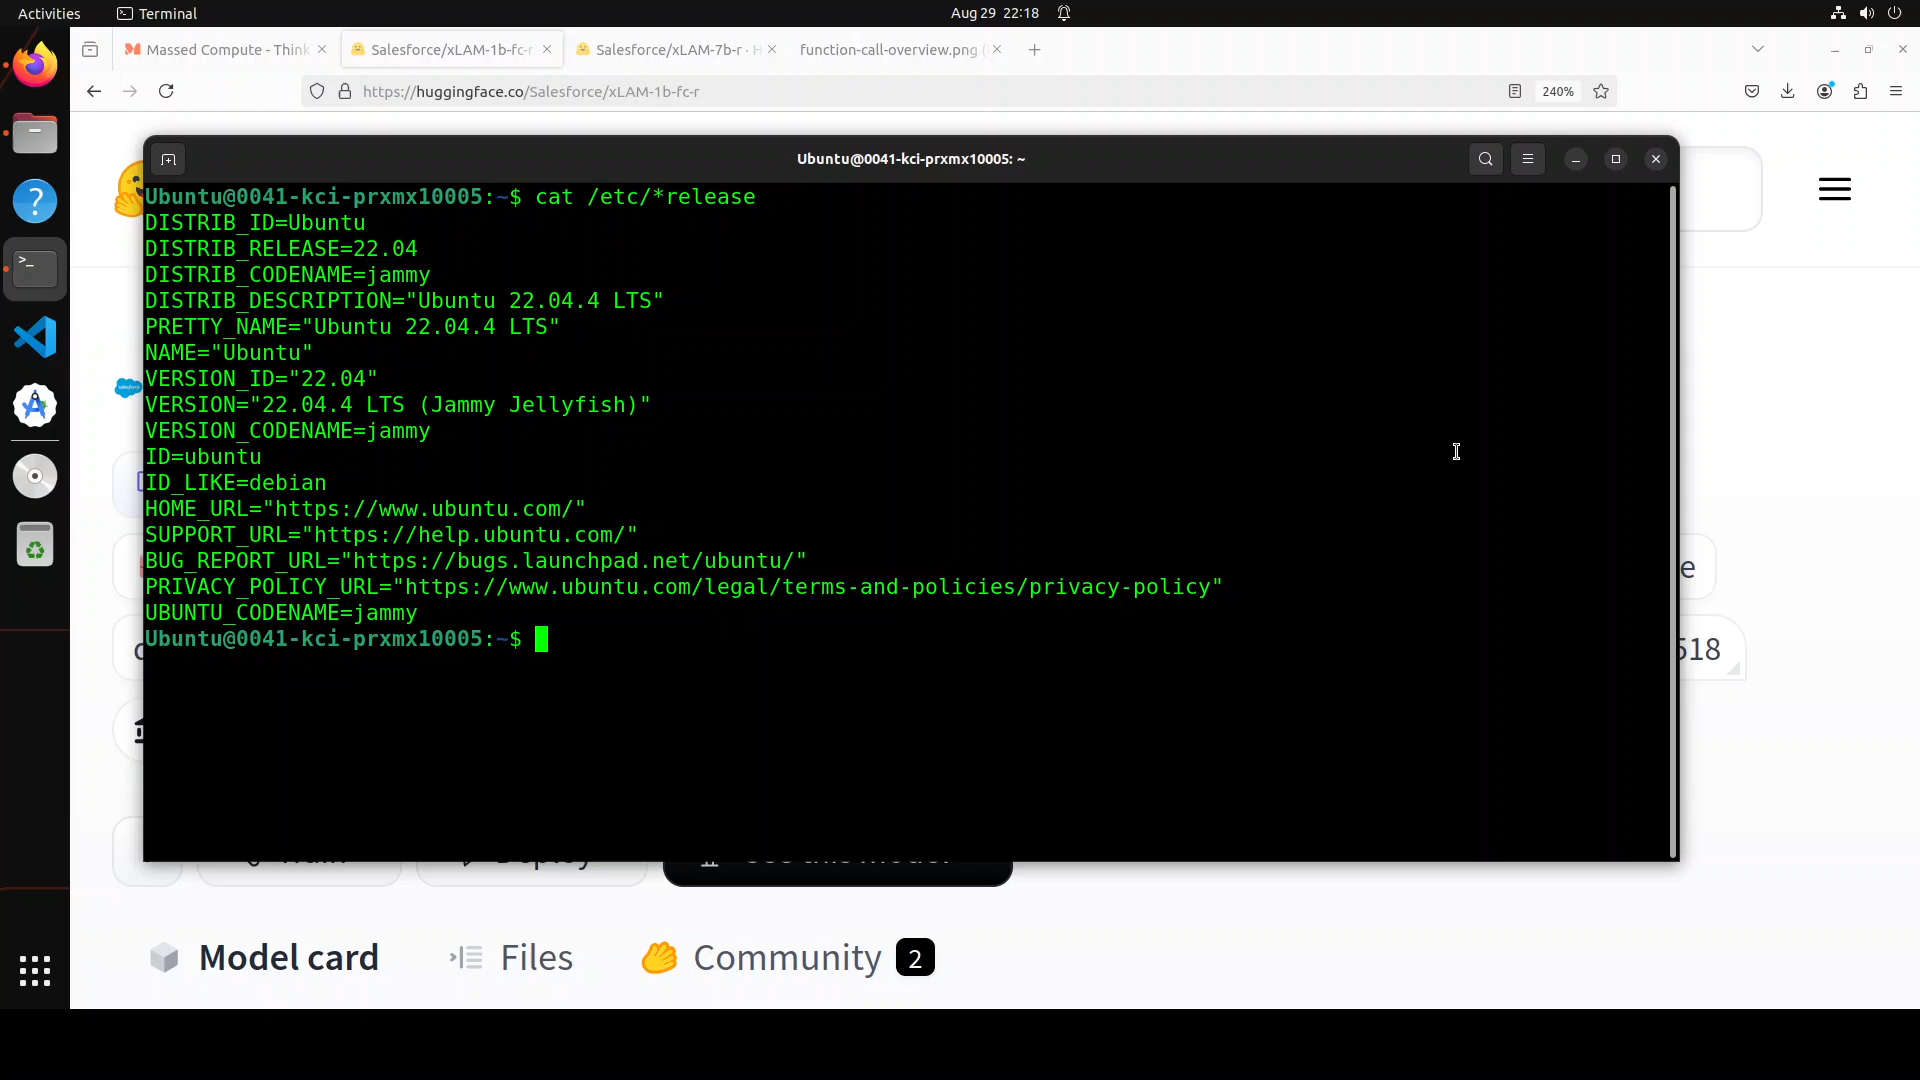 Activities
Terminal
Aug 29 22:18
Massed Compute - Think
Salesforce/xLAM-1b-fc-r
Salesforce/xLAM-7b-r · H
function-call-overview.png (
https://huggingface.co/Salesforce/xLAM-1b-fc-r
240%
Ubuntu@0041-kci-prxmx10005: ~
Ubuntu@0041-kci-prxmx10005:~$ cat /etc/*release
DISTRIB_ID=Ubuntu
DISTRIB_RELEASE=22.04
DISTRIB_CODENAME=jammy
DISTRIB_DESCRIPTION="Ubuntu 22.04.4 LTS"
PRETTY_NAME="Ubuntu 22.04.4 LTS"
NAME="Ubuntu"
VERSION_ID="22.04"
VERSION="22.04.4 LTS (Jammy Jellyfish)"
VERSION_CODENAME=jammy
ID=ubuntu
ID_LIKE=debian
HOME_URL="https://www.ubuntu.com/"
SUPPORT_URL="https://help.ubuntu.com/"
BUG_REPORT_URL="https://bugs.launchpad.net/ubuntu/"
PRIVACY_POLICY_URL="https://www.ubuntu.com/legal/terms-and-policies/privacy-policy"
UBUNTU_CODENAME=jammy
Ubuntu@0041-kci-prxmx10005:~$
e
518
Model card
Files
Community 2